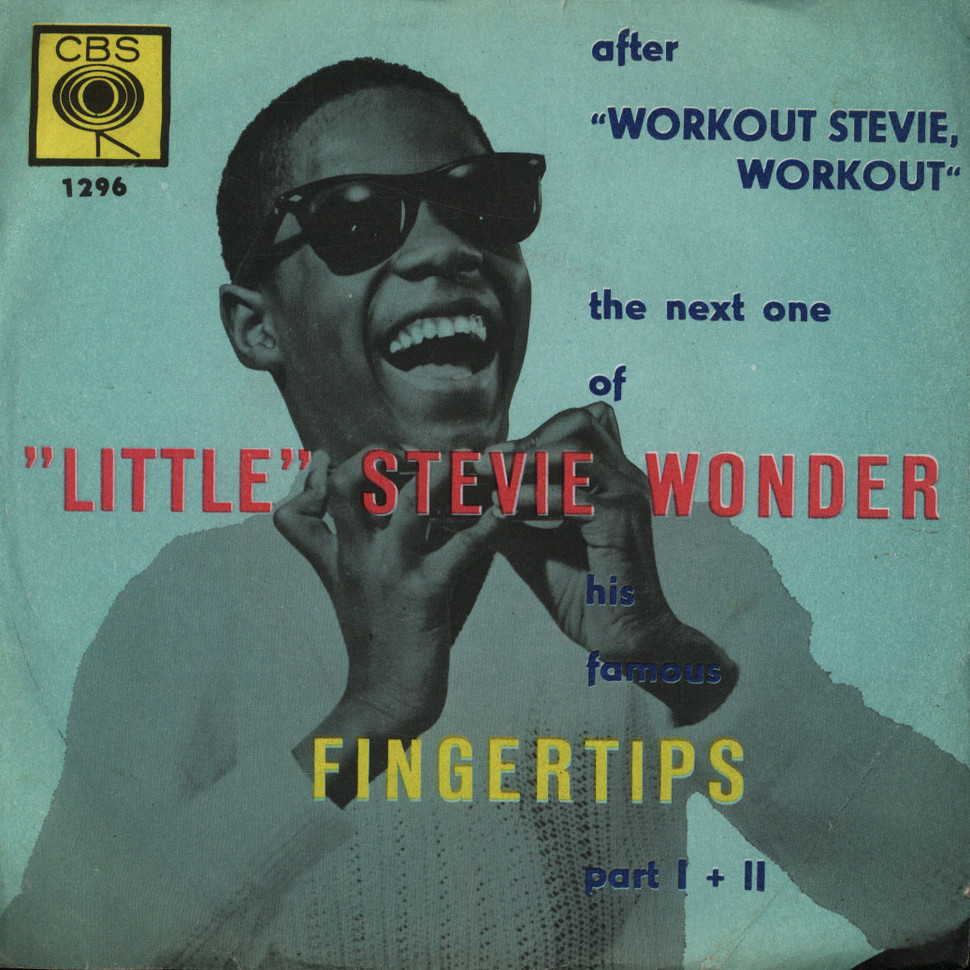 CBS
1296
after
“WORKOUT STEVIE,
WORKOUT“
the next one
of
”LITTLE” STEVIE WONDER
his
famous
FINGERTIPS
part I + II